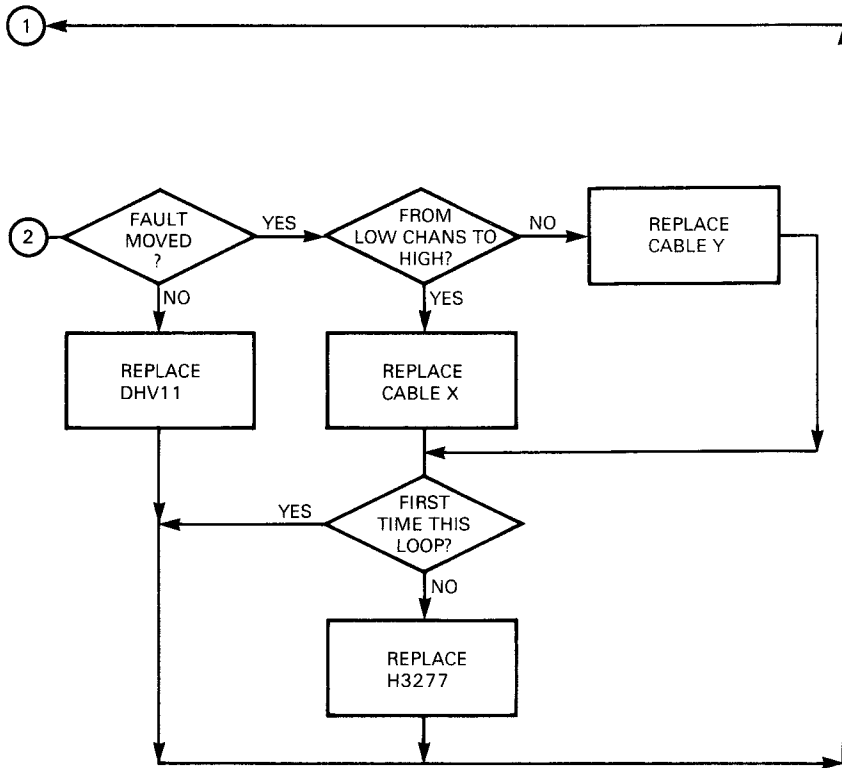 1
2
FAULT
MOVED
?
YES
FROM
LOW CHANS TO
HIGH?
NO
REPLACE
CABLE Y
NO
YES
REPLACE
DHV11
REPLACE
CABLE X
YES
FIRST
TIME THIS
LOOP?
NO
REPLACE
H3277